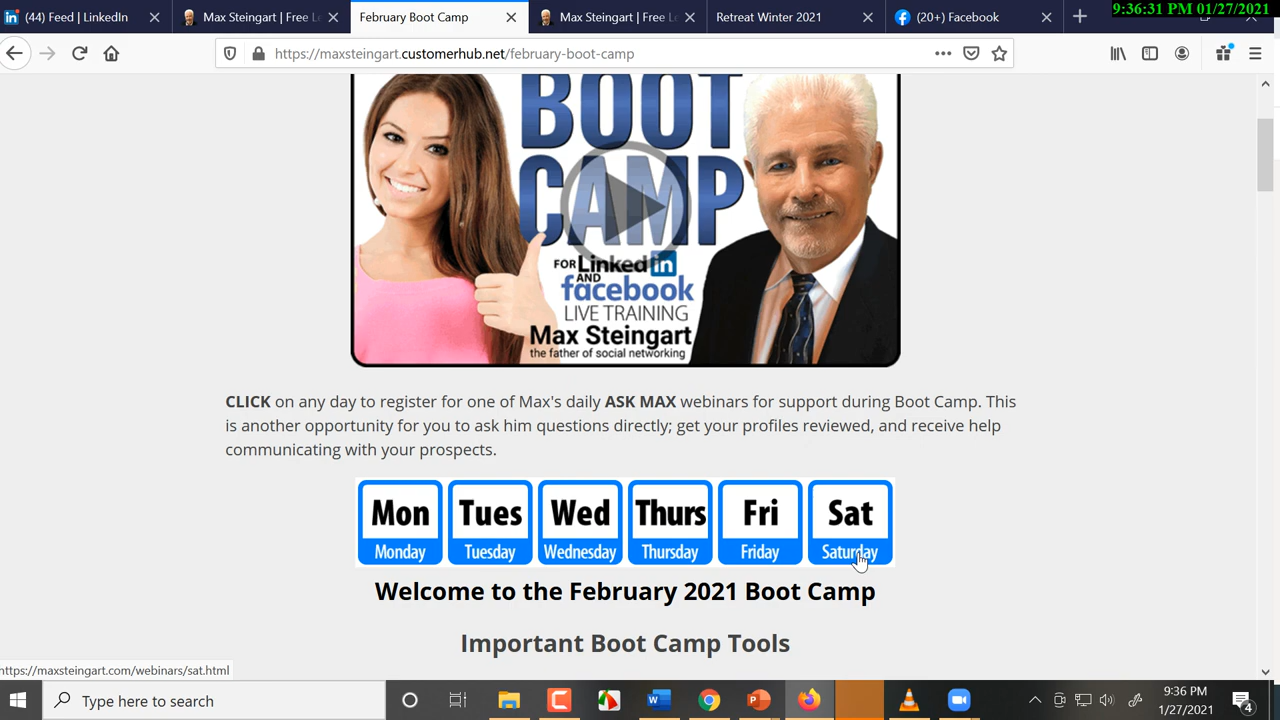 9:36:31 PM 01/27/2021
(44) Feed | LinkedIn
Max Steingart | Free L
February Boot Camp
Max Steingart | Free L
Retreat Winter 2021
(20+) Facebook
https://maxsteingart.customerhub.net/february-boot-camp
BOOT
CAMP
FOR Linked in
AND
facebook
LIVE TRAINING
Max Steingart
the father of social networking
CLICK on any day to register for one of Max's daily ASK MAX webinars for support during Boot Camp. This
is another opportunity for you to ask him questions directly; get your profiles reviewed, and receive help
communicating with your prospects.
Mon Tues Wed Thurs Fri Sat
Monday Tuesday Wednesday Thursday Friday Saturday
Welcome to the February 2021 Boot Camp
Important Boot Camp Tools
https://maxsteingart.com/webinars/sat.html
Type here to search
9:36 PM
1/27/2021
4